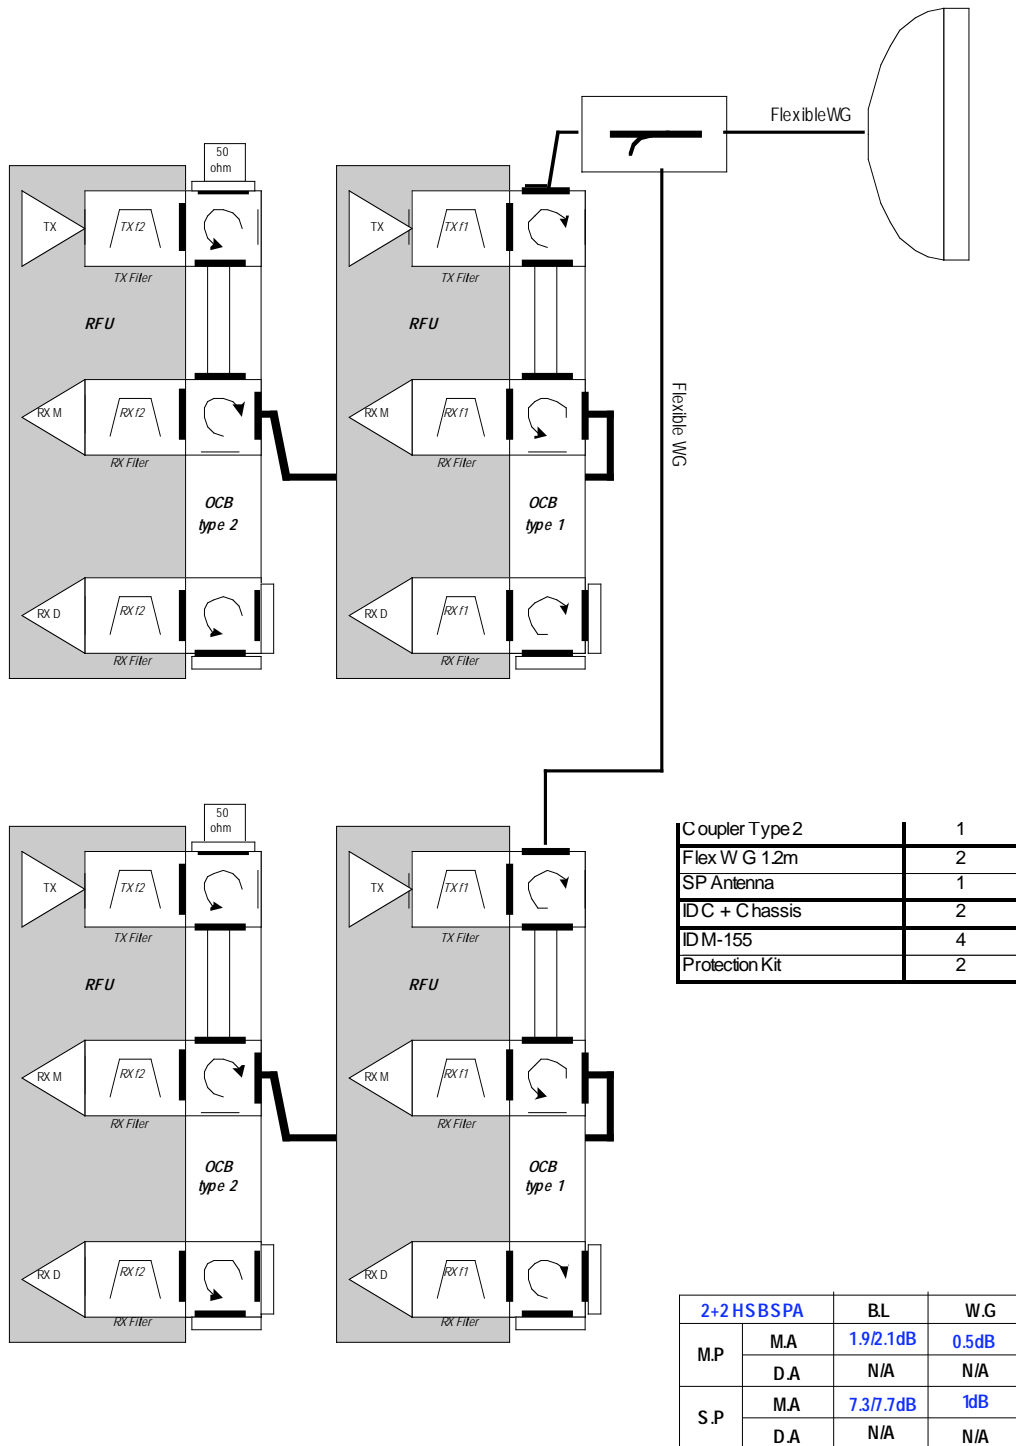 FlexibleWG
50
ohm
TX
TX f2
TX Filter
TX
TX f1
TX Filter
RFU
RFU
RX M
RX f2
RX Filter
RX M
RX f1
RX Filter
Flexible WG
OCB
type 2
OCB
type 1
RX D
RX f2
RX Filter
RX D
RX f1
RX Filter
50
ohm
TX
TX f2
TX Filter
TX
TX f1
TX Filter
RFU
RFU
Coupler Type 2 1
Flex WG 1.2m 2
SP Antenna 1
IDC + Chassis 2
IDM-155 4
Protection Kit 2
RX M
RX f2
RX Filter
RX M
RX f1
RX Filter
OCB
type 2
OCB
type 1
RX D
RX f2
RX Filter
RX D
RX f1
RX Filter
2+2 HSBSPA B.L W.G
M.P M.A 1.9/2.1dB 0.5dB
D.A N/A N/A
S.P M.A 7.3/7.7dB 1dB
D.A N/A N/A